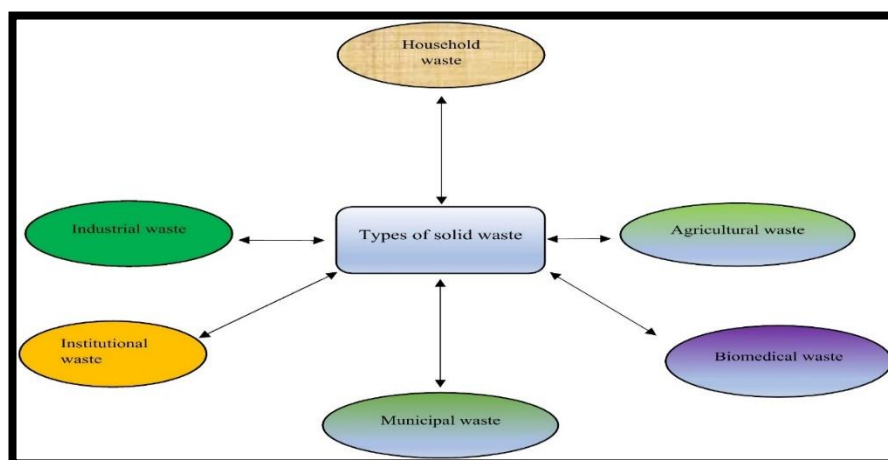 Household
waste
Industrial waste
Types of solid waste
Agricultural waste
Institutional
waste
Biomedical waste
Municipal waste